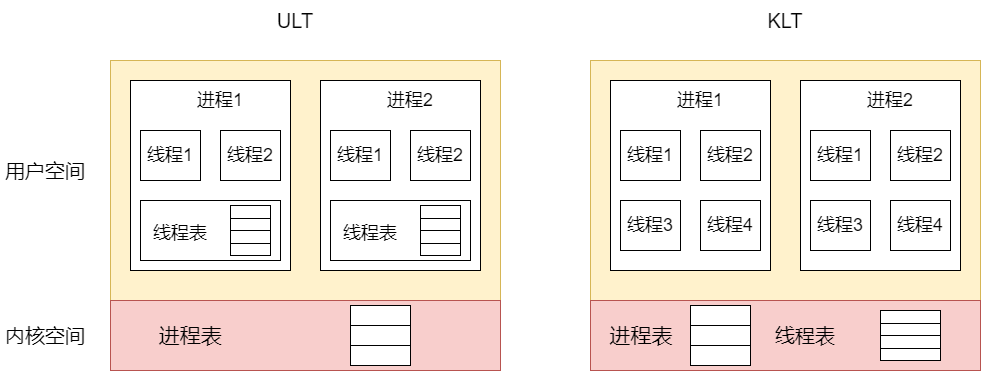 ULT
KLT
进程1
进程2
进程1
进程2
线程1
线程2
线程1
线程2
线程1
线程2
线程1
线程2
用户空间
线程表
线程表
线程3
线程4
线程3
线程4
内核空间
进程表
进程表
线程表